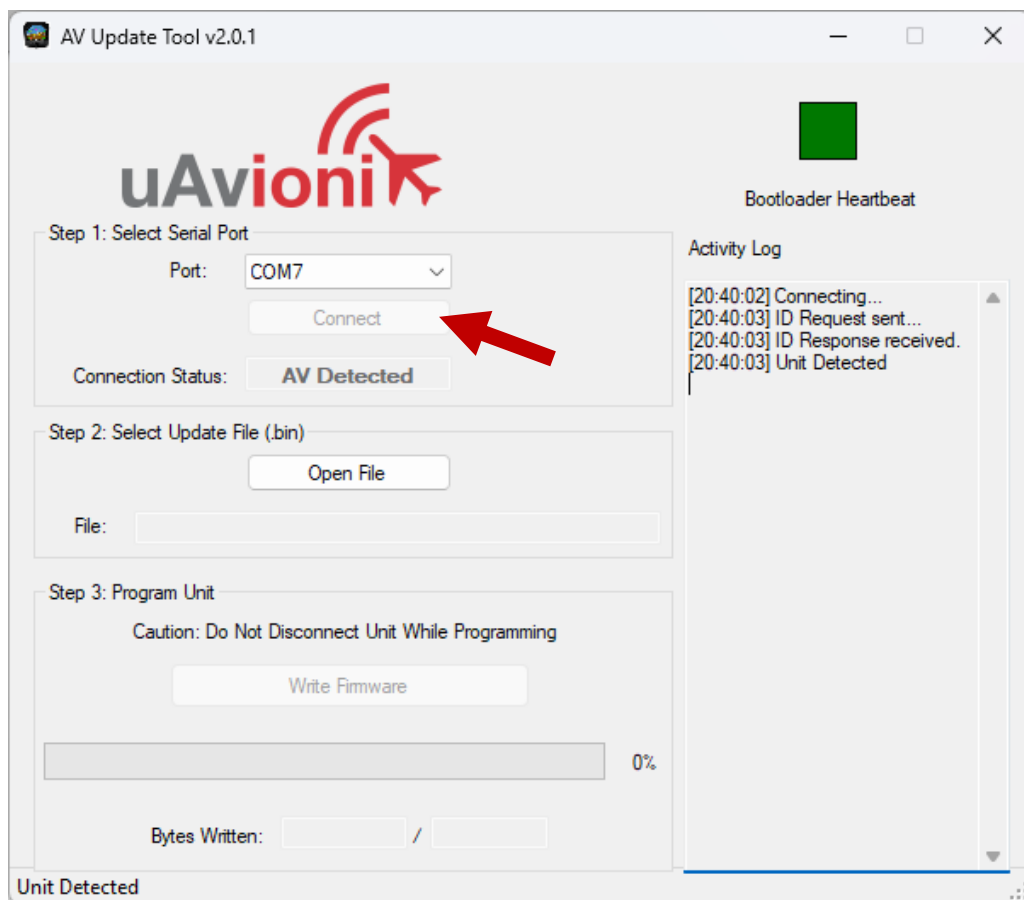 AV Update Tool v2.0.1
uAvioni
Bootloader Heartbeat
Step 1: Select Serial Port
Port:
COM7
Connect
Connection Status:
AV Detected
Activity Log
[20:40:02] Connecting...
[20:40:03] ID Request sent...
[20:40:03] ID Response received.
[20:40:03] Unit Detected
Step 2: Select Update File (.bin)
Open File
File:
Step 3: Program Unit
Caution: Do Not Disconnect Unit While Programming
Write Firmware
0%
Bytes Written:
/
Unit Detected